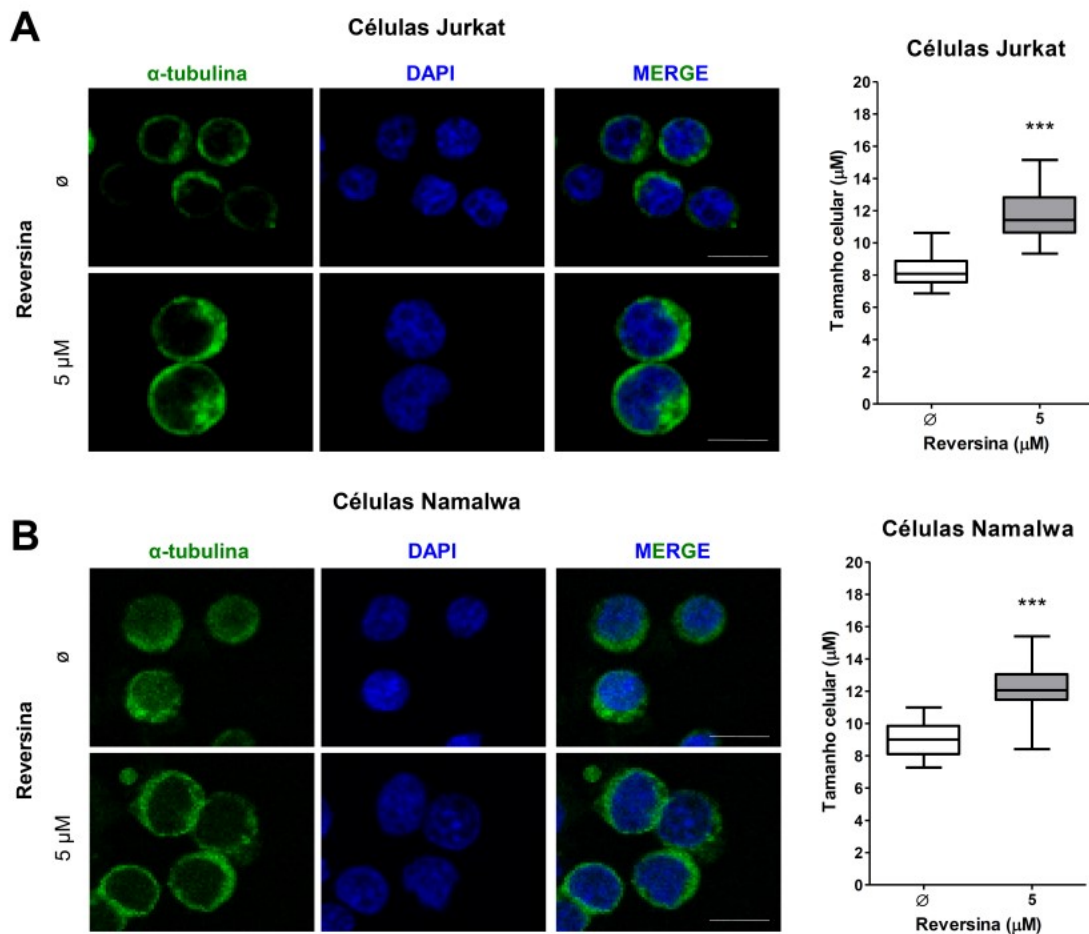 A
Células Jurkat
α-tubulina
DAPI
MERGE
Reversina
ø
5 µM
Células Jurkat
Tamanho celular (µM)
20
18
16
14
12
10
8
6
4
2
0
***
∅
5
Reversina (µM)
B
Células Namalwa
α-tubulina
DAPI
MERGE
Reversina
ø
5 µM
Células Namalwa
Tamanho celular (µM)
20
18
16
14
12
10
8
6
4
2
0
***
∅
5
Reversina (µM)